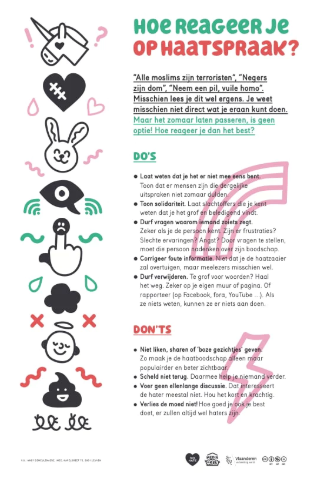 HOE REAGEER JE
OP HAATSPRAAK?
"Alle moslims zijn terroristen", "Negers
zijn dom", "Neem een pil, vuile homo".
Misschien lees je dit wel ergens. Je weet
misschien niet direct wat je eraan kunt doen.
Maar het zomaar laten passeren, is geen
optie! Hoe reageer je dan het best?
DO'S
● Laat weten dat je het er niet mee eens bent.
Toon dat er mensen zijn die dergelijke
uitspraken niet zomaar dulden.
● Toon solidariteit. Laat slachtoffers die je kent
weten dat je het grof en beledigend vindt.
● Durf vragen waarom iemand zoiets zegt.
Zeker als je de persoon kent. Zijn er frustraties?
Slechte ervaringen? Angst? Door vragen te stellen,
moet die persoon nadenken over zijn boodschap.
● Corrigeer foute informatie. Niet dat je de haatzaaier
zal overtuigen, maar meelezers misschien wel.
● Durf verwijderen. Te grof voor woorden? Haal
het weg. Zeker op je eigen muur of pagina. Of
rapporteer (op Facebook, fora, YouTube ...). Als
ze niets weten, kunnen ze er niets aan doen.
DON'TS
● Niet liken, sharen of 'boze gezichtjes' geven.
Zo maak je de haatboodschap alleen maar
populairder en beter zichtbaar.
● Scheld niet terug. Daarmee help je niemand verder.
● Voer geen ellenlange discussie. Dat interesseert
de hater meestal niet. Hou het kort en krachtig.
● Verlies de moed niet! Hoe goed je ook je best
doet, er zullen altijd wel haters zijn.
Vlaanderen